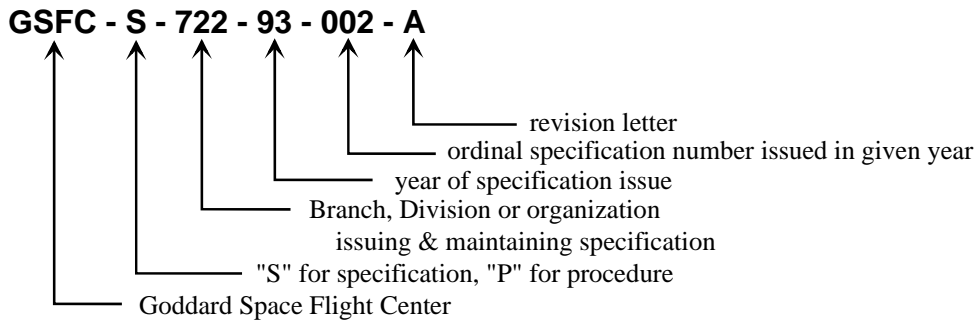 GSFC - S - 722 - 93 - 002 - A
revision letter
ordinal specification number issued in given year
year of specification issue
Branch, Division or organization
issuing & maintaining specification
"S" for specification, "P" for procedure
Goddard Space Flight Center